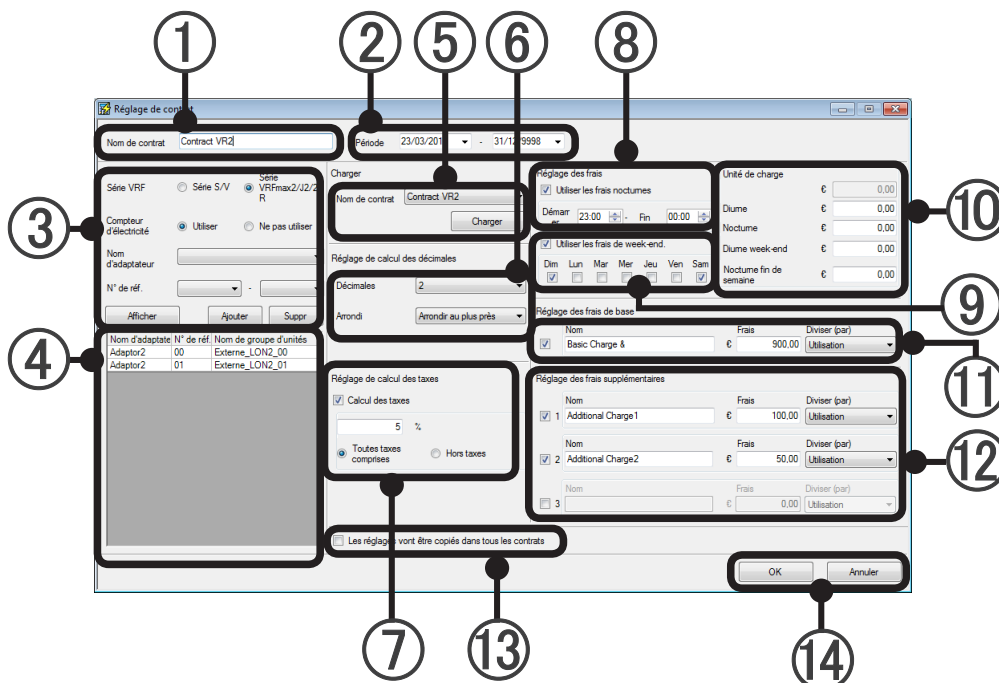 1
2
5
6
8
Réglage de contrat
Nom de contrat Contract VR2
Période 23/03/201 - 31/12/9998
3
Série VRF Série S/V Série VRFmax2/J2/2R
Compteur d'électricité Utiliser Ne pas utiliser
Nom d'adaptateur
N° de réf. -
Afficher Ajouter Suppr
4
Nom d'adaptate N° de réf. Nom de groupe d'unités
Adaptor2 00 Externe_LON2_00
Adaptor2 01 Externe_LON2_01
Charger
Nom de contrat Contract VR2
Charger
Réglage de calcul des décimales
Décimales 2
Arrondi Arrondir au plus près
Réglage de calcul des taxes
Calcul des taxes
5 %
Toutes taxes comprises Hors taxes
Les réglages vont être copiés dans tous les contrats
Réglage des frais
Utiliser les frais nocturnes
Démarrer 23:00 - Fin 00:00
Utiliser les frais de week-end.
Dim Lun Mar Mer Jeu Ven Sam
Unité de charge
€ 0,00
Diurne € 0,00
Nocturne € 0,00
Diurne week-end € 0,00
Nocturne fin de semaine € 0,00
10
9
Réglage des frais de base
Nom Frais Diviser (par)
Basic Charge & € 900,00 Utilisation
11
Réglage des frais supplémentaires
Nom Frais Diviser (par)
1 Additional Charge1 € 100,00 Utilisation
Nom Frais Diviser (par)
2 Additional Charge2 € 50,00 Utilisation
12
Nom Frais Diviser (par)
3 € 0,00 Utilisation
OK Annuler
7
13
14